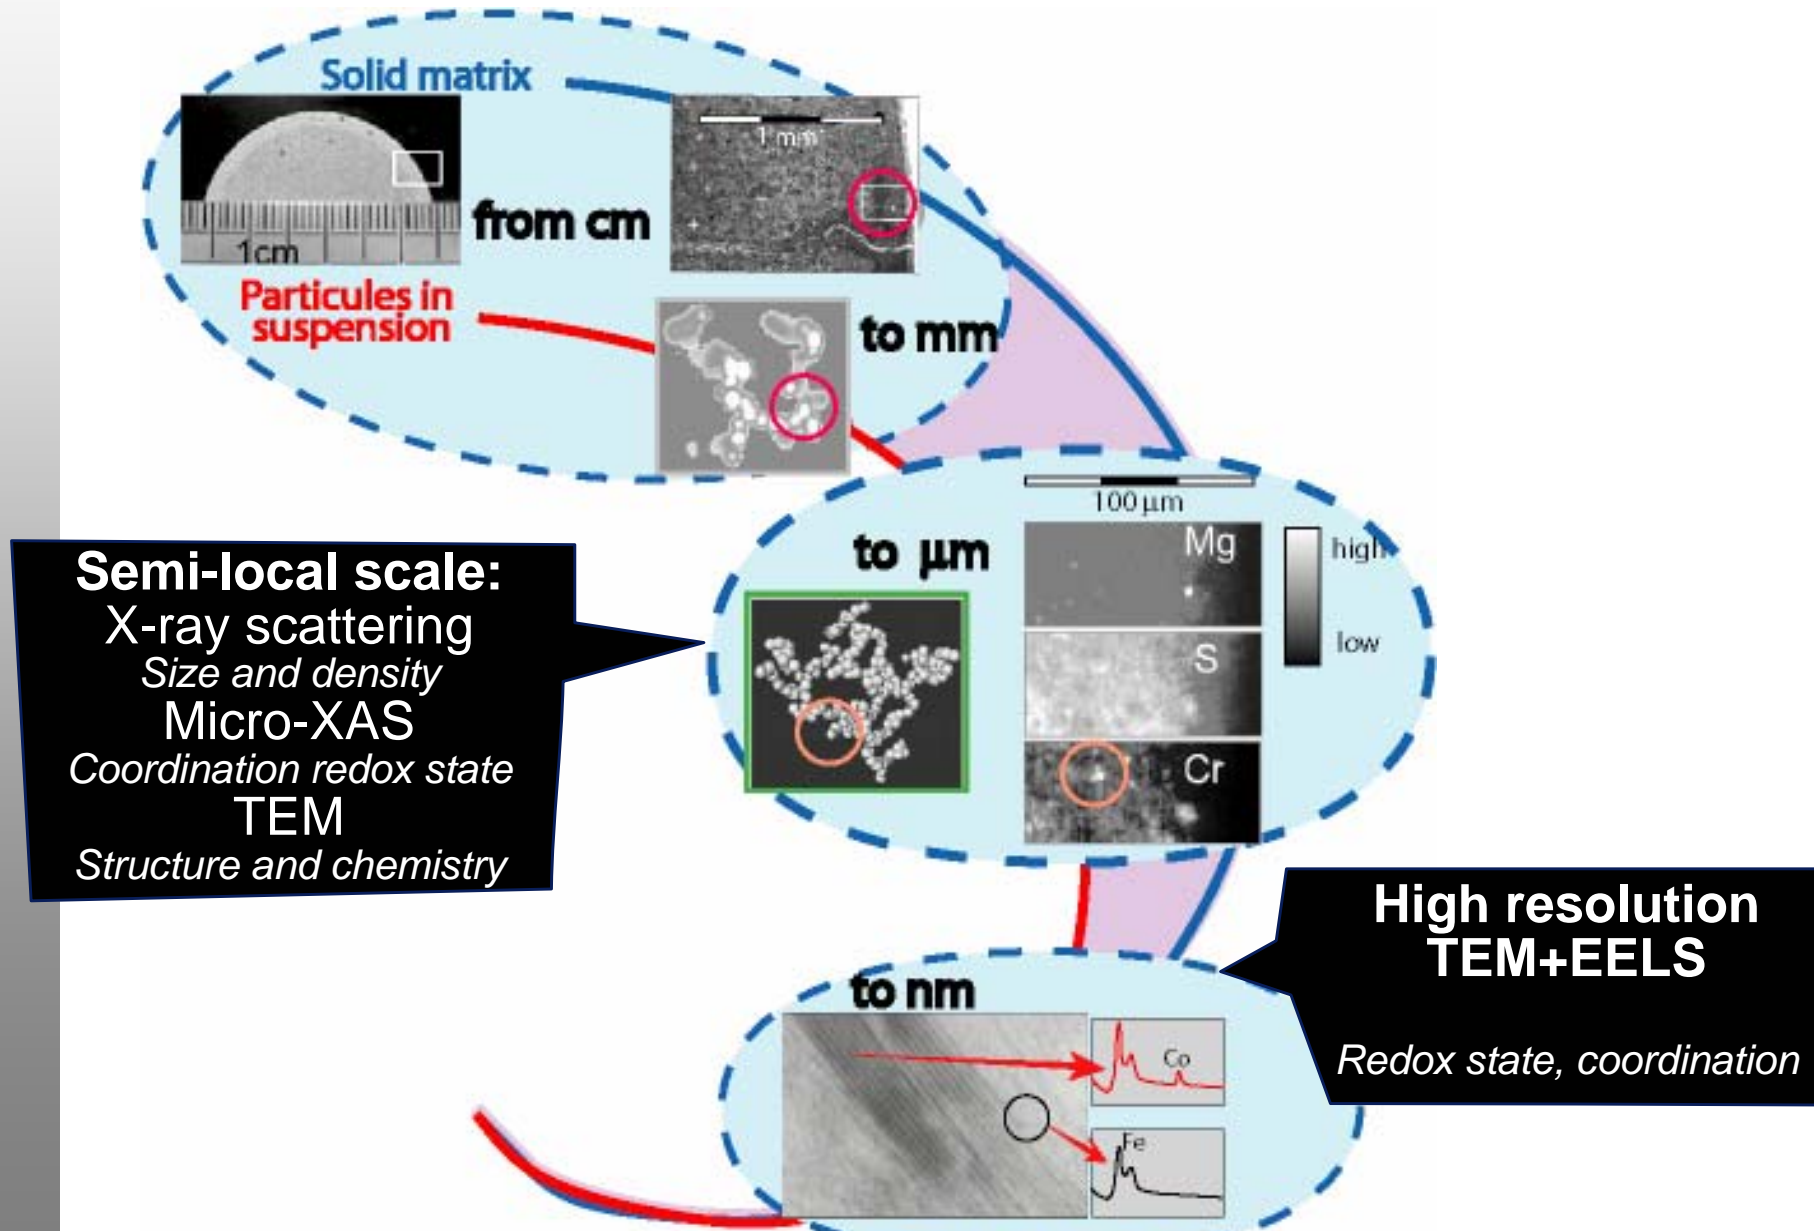 Solid matrix
1 mm
from cm
1cm
Particules in
suspension
to mm
100 µm
to µm
Mg
high
S
low
Cr
Semi-local scale:
X-ray scattering
Size and density
Micro-XAS
Coordination redox state
TEM
Structure and chemistry
High resolution
TEM+EELS
Redox state, coordination
to nm
Co
Fe